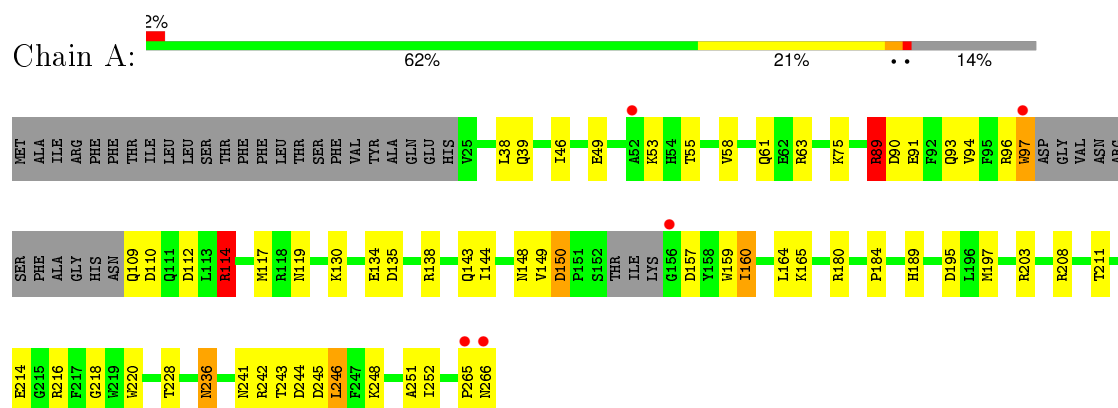 2%
Chain A:
62% 21% • • 14%
MET ALA ILE ARG PHE PHE THR ILE LEU LEU SER THR PHE PHE LEU THR SER PHE VAL TYR ALA GLN GLU HIS V25 L38 Q39 I46 E49 A52 K53 H54 T55 V58 Q61 E62 R63 K75 R89 D90 E91 F92 Q93 V94 F95 R96 W97 ASP GLY VAL ASN ARG
SER PHE ALA GLY HIS ASN Q109 D110 Q111 D112 L113 R114 M117 R118 N119 K130 E134 D135 R138 Q143 I144 N148 V149 D150 P151 S152 THR ILE LYS G156 D157 Y158 W159 I160 L164 K165 R180 P184 H189 D195 L196 M197 R203 R208 T211
E214 G215 R216 F217 G218 W219 W220 T228 N236 N241 R242 T243 D244 D245 L246 F247 K248 A251 I252 P265 N266